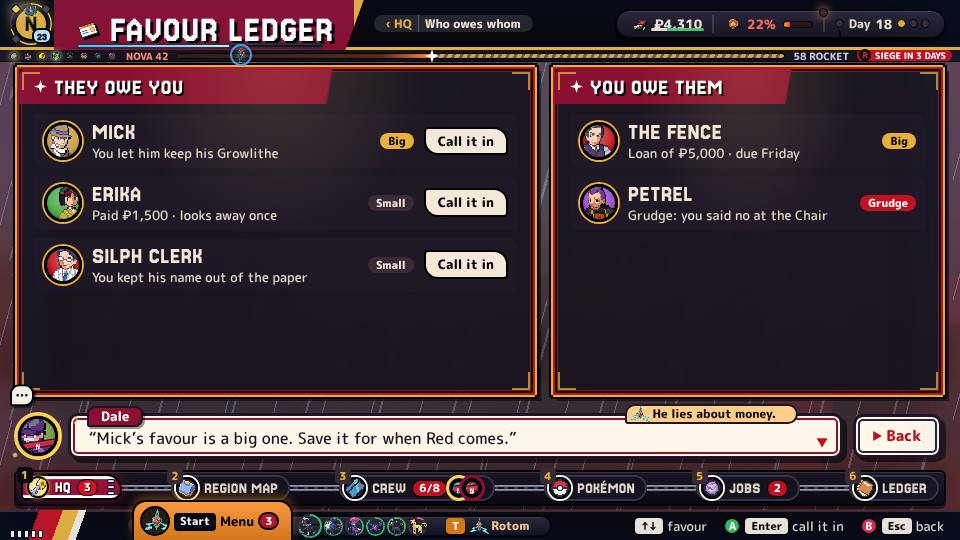 N
23
FAVOUR LEDGER
‹ HQ | Who owes whom
₽4,310
22%
Day 18
NOVA 42
58 ROCKET
R SIEGE IN 3 DAYS
THEY OWE YOU
MICK
You let him keep his Growlithe
Big
Call it in
ERIKA
Paid ₽1,500 · looks away once
Small
Call it in
SILPH CLERK
You kept his name out of the paper
Small
Call it in
YOU OWE THEM
THE FENCE
Loan of ₽5,000 · due Friday
Big
PETREL
Grudge: you said no at the Chair
Grudge
Dale
He lies about money.
“Mick’s favour is a big one. Save it for when Red comes.”
Back
1 HQ 3
2 REGION MAP
3 CREW 6/8
4 POKÉMON
5 JOBS 2
6 LEDGER
Start Menu 3
T Rotom
↑↓ favour
A Enter call it in
B Esc back